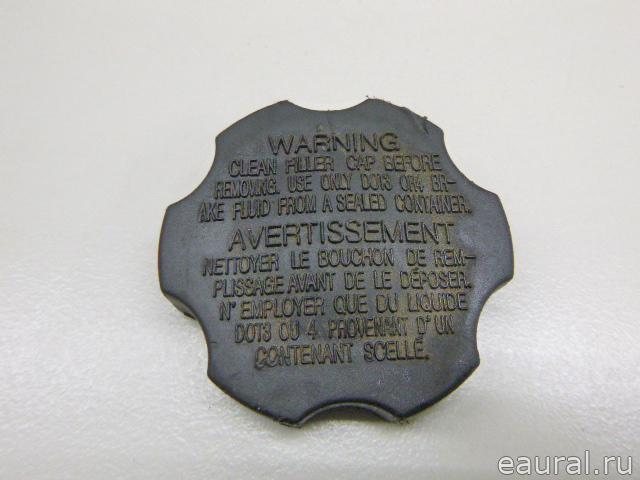 WARNING
CLEAN FILLER CAP BEFORE
REMOVING. USE ONLY DOT3 OR4 BR-
AKE FLUID FROM A SEALED CONTAINER.
AVERTISSEMENT
NETTOYER LE BOUCHON DE REM-
PLISSAGE AVANT DE LE DÉPOSER.
N'EMPLOYER QUE DU LIQUIDE
DOT3 OU 4 PROVENANT D'UN
CONTENANT SCELLÉ.
eaural.ru